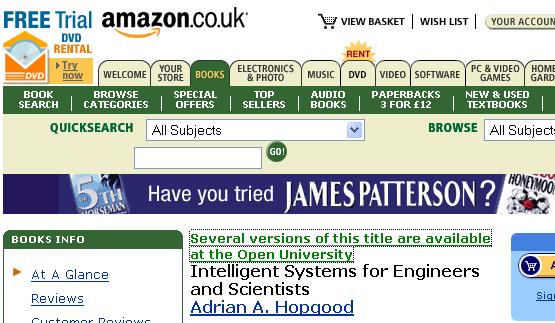 FREE Trial
DVD RENTAL
DVD
Try now
amazon.co.uk
VIEW BASKET | WISH LIST | YOUR ACCOUN
RENT
WELCOME
YOUR STORE
BOOKS
ELECTRONICS & PHOTO
MUSIC
DVD
VIDEO
SOFTWARE
PC & VIDEO GAMES
HOME GARD
BOOK SEARCH
BROWSE CATEGORIES
SPECIAL OFFERS
TOP SELLERS
AUDIO BOOKS
PAPERBACKS 3 FOR £12
NEW & USED TEXTBOOKS
QUICKSEARCH
All Subjects
BROWSE
All Subject
GO!
5TH HORSEMAN
Have you tried JAMES PATTERSON?
HONEYMOO
BOOKS INFO
At A Glance
Reviews
Customer Reviews
Several versions of this title are available
at the Open University
Intelligent Systems for Engineers
and Scientists
Adrian A. Hopgood
A
Sig